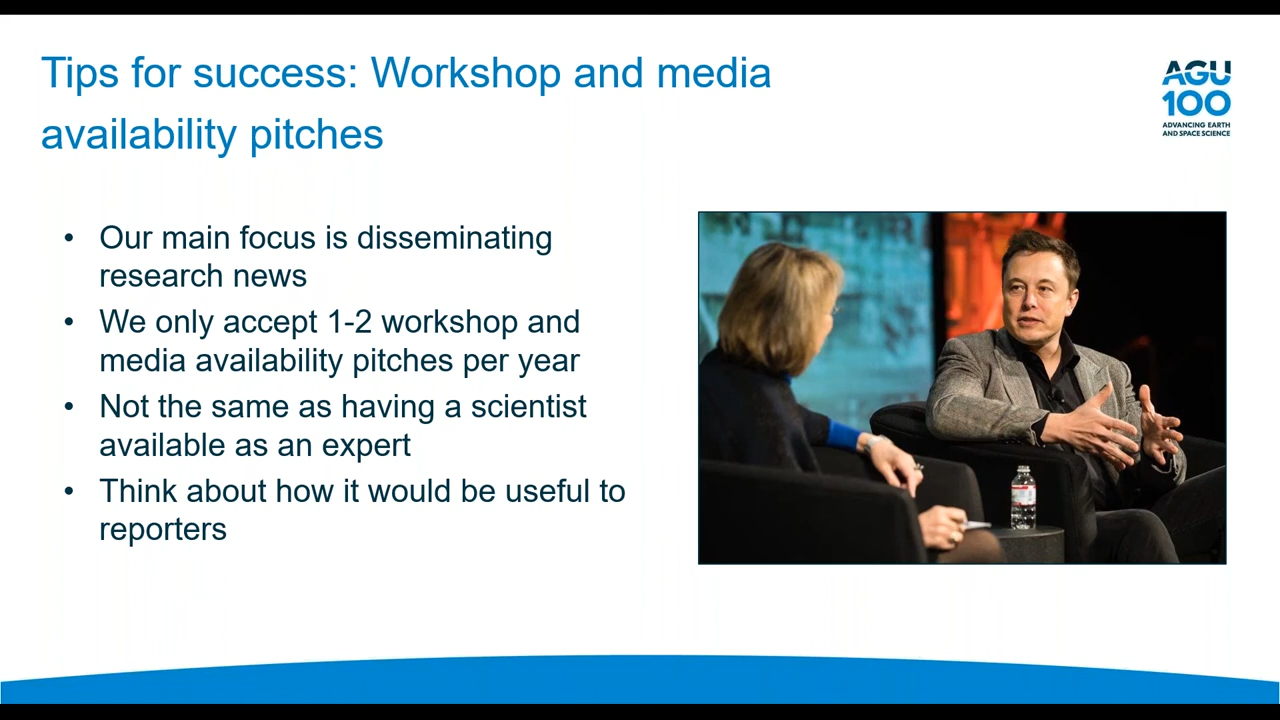 Tips for success: Workshop and media
availability pitches
AGU
100
ADVANCING EARTH
AND SPACE SCIENCE
• Our main focus is disseminating
research news
• We only accept 1-2 workshop and
media availability pitches per year
• Not the same as having a scientist
available as an expert
• Think about how it would be useful to
reporters